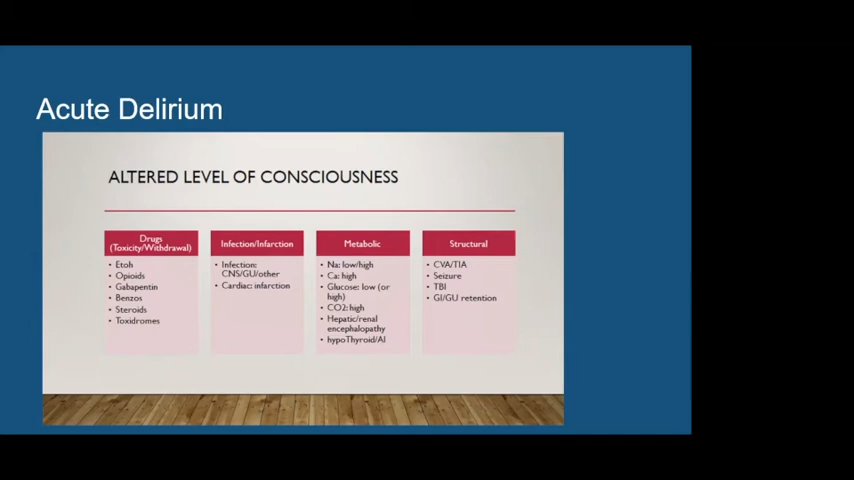 Acute Delirium
ALTERED LEVEL OF CONSCIOUSNESS
Drugs
(Toxicity/Withdrawal)
• Etoh
• Opioids
• Gabapentin
• Benzos
• Steroids
• Toxidromes
Infection/Infarction
• Infection:
CNS/GU/other
• Cardiac: infarction
Metabolic
• Na: low/high
• Ca: high
• Glucose: low (or
high)
• CO2: high
• Hepatic/renal
encephalopathy
• hypoThyroid/AI
Structural
• CVA/TIA
• Seizure
• TBI
• GI/GU retention